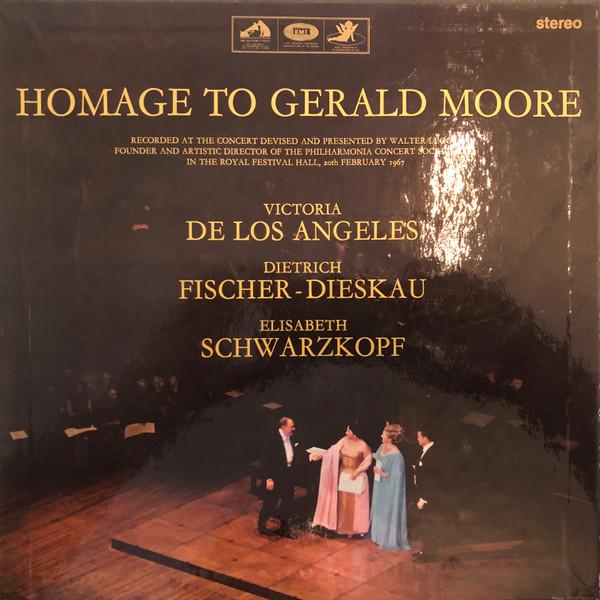 EMI
stereo
HOMAGE TO GERALD MOORE
RECORDED AT THE CONCERT DEVISED AND PRESENTED BY WALTER
FOUNDER AND ARTISTIC DIRECTOR OF THE PHILHARMONIA CONCERT
IN THE ROYAL FESTIVAL HALL, 20th FEBRUARY 1967
VICTORIA
DE LOS ANGELES
DIETRICH
FISCHER-DIESKAU
ELISABETH
SCHWARZKOPF